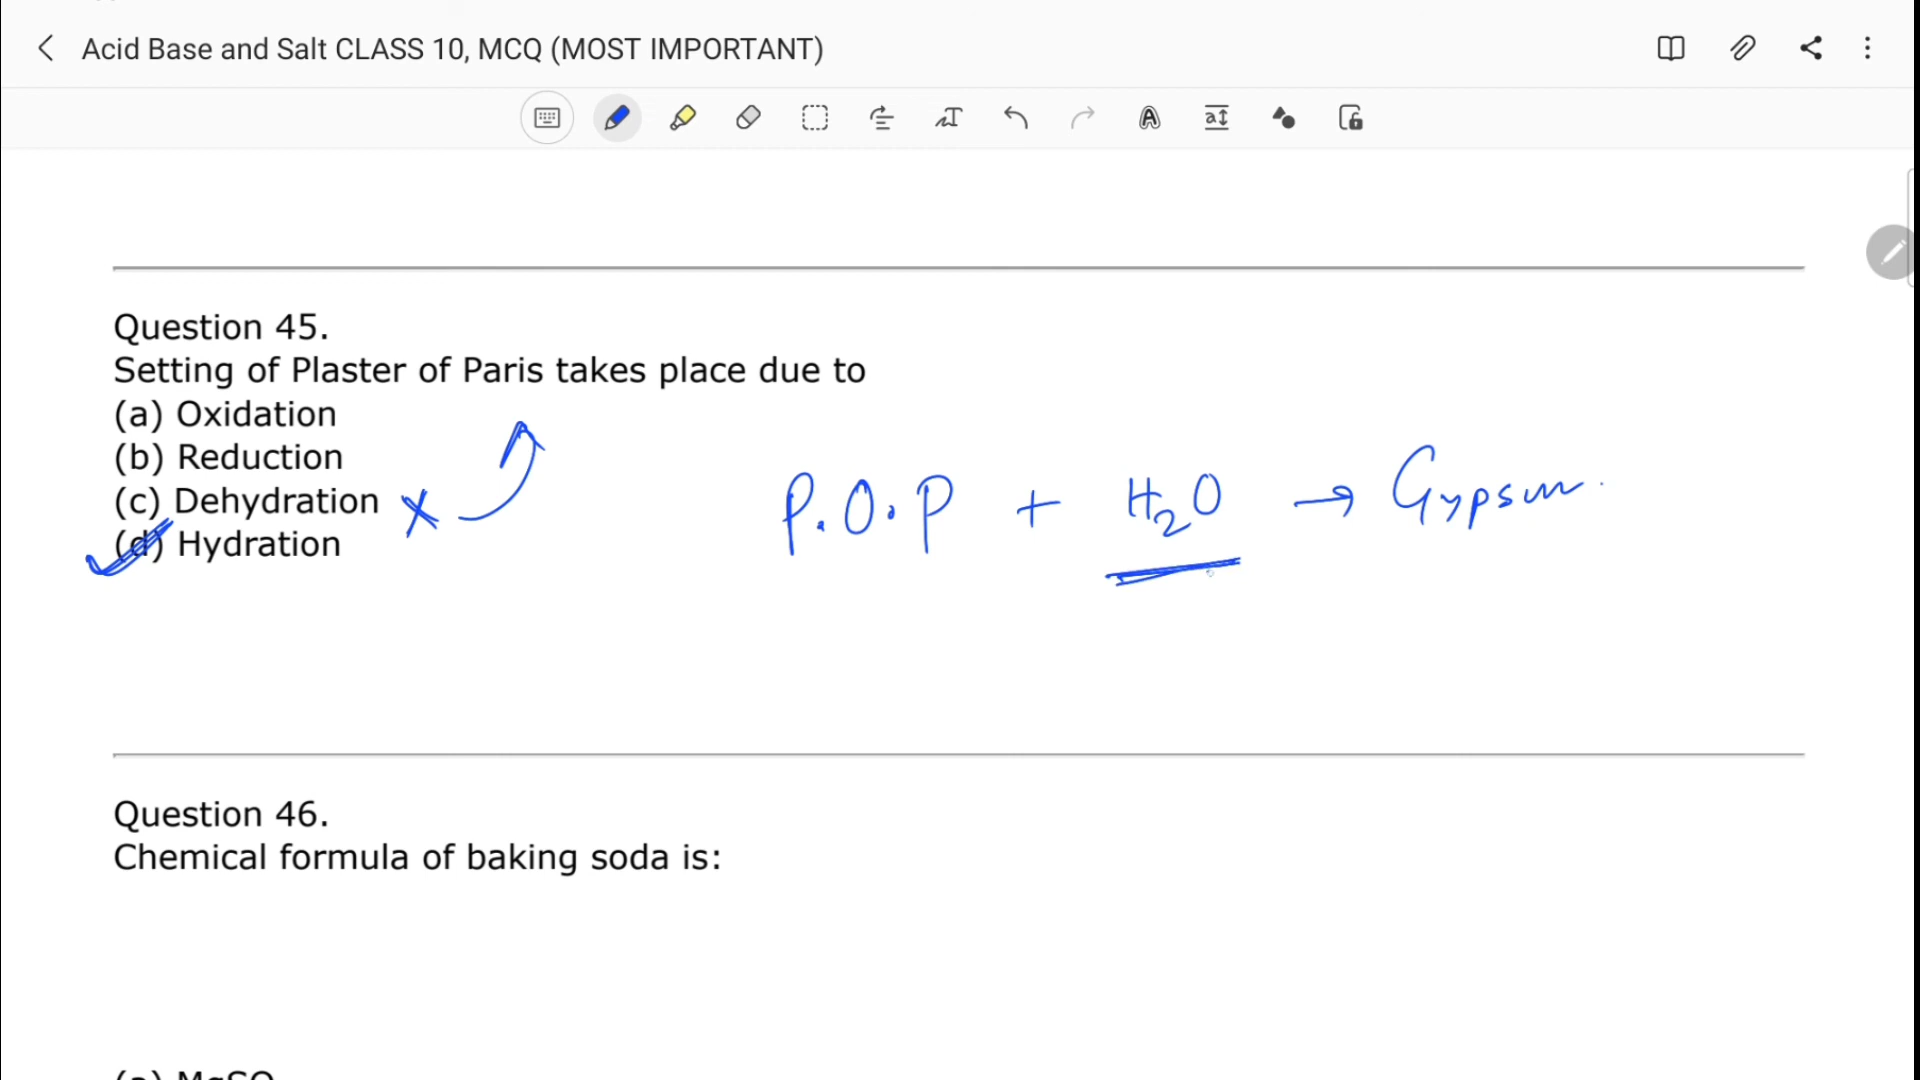 Acid Base and Salt CLASS 10, MCQ (MOST IMPORTANT)
Question 45.
Setting of Plaster of Paris takes place due to
(a) Oxidation
(b) Reduction
(c) Dehydration
(d) Hydration
P.O.P + H₂O → Gypsum.
Question 46.
Chemical formula of baking soda is:
(a) MgSO